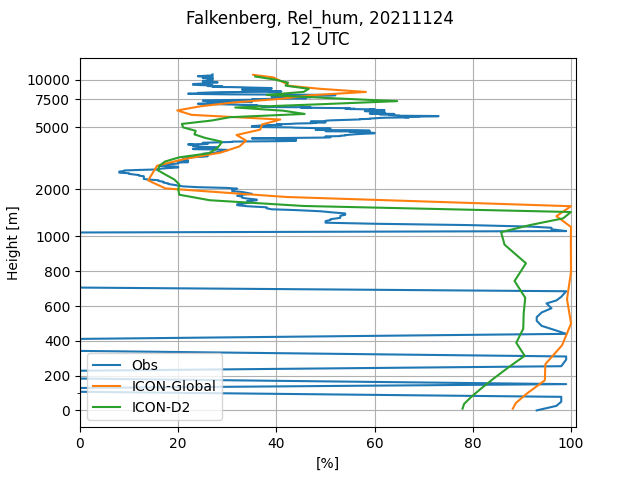 Falkenberg, Rel_hum, 20211124
12 UTC
10000
7500
5000
2000
1000
800
600
400
200
0
Height [m]
Obs
ICON-Global
ICON-D2
0 20 40 60 80 100
[%]